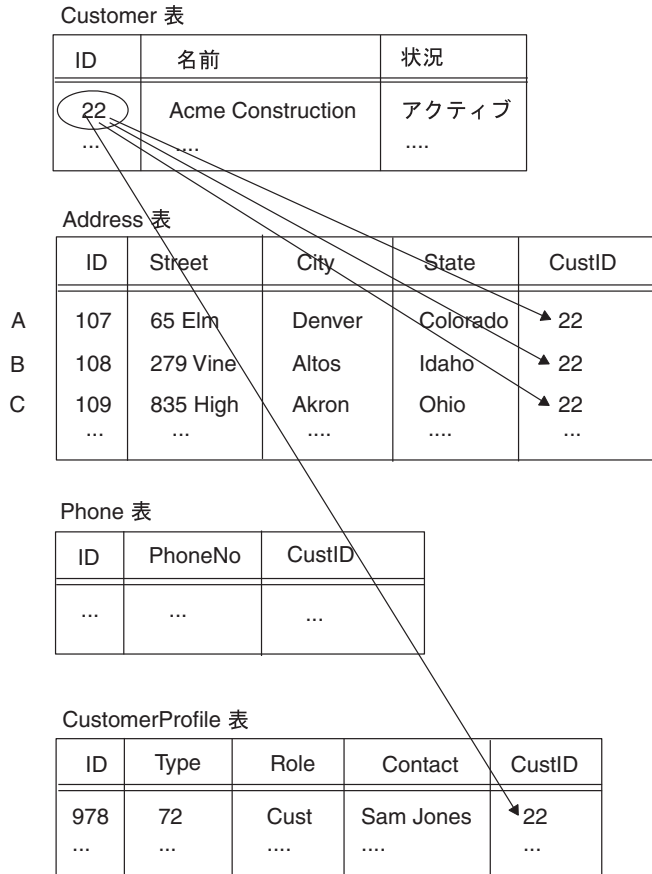 Customer 表
ID 名前 状況
22 Acme Construction アクティブ
... .... ....
Address 表
ID Street City State CustID
A 107 65 Elm Denver Colorado 22
B 108 279 Vine Altos Idaho 22
C 109 835 High Akron Ohio 22
... ... .... .... ...
Phone 表
ID PhoneNo CustID
... ... ...
CustomerProfile 表
ID Type Role Contact CustID
978 72 Cust Sam Jones 22
... ... .... .... ...